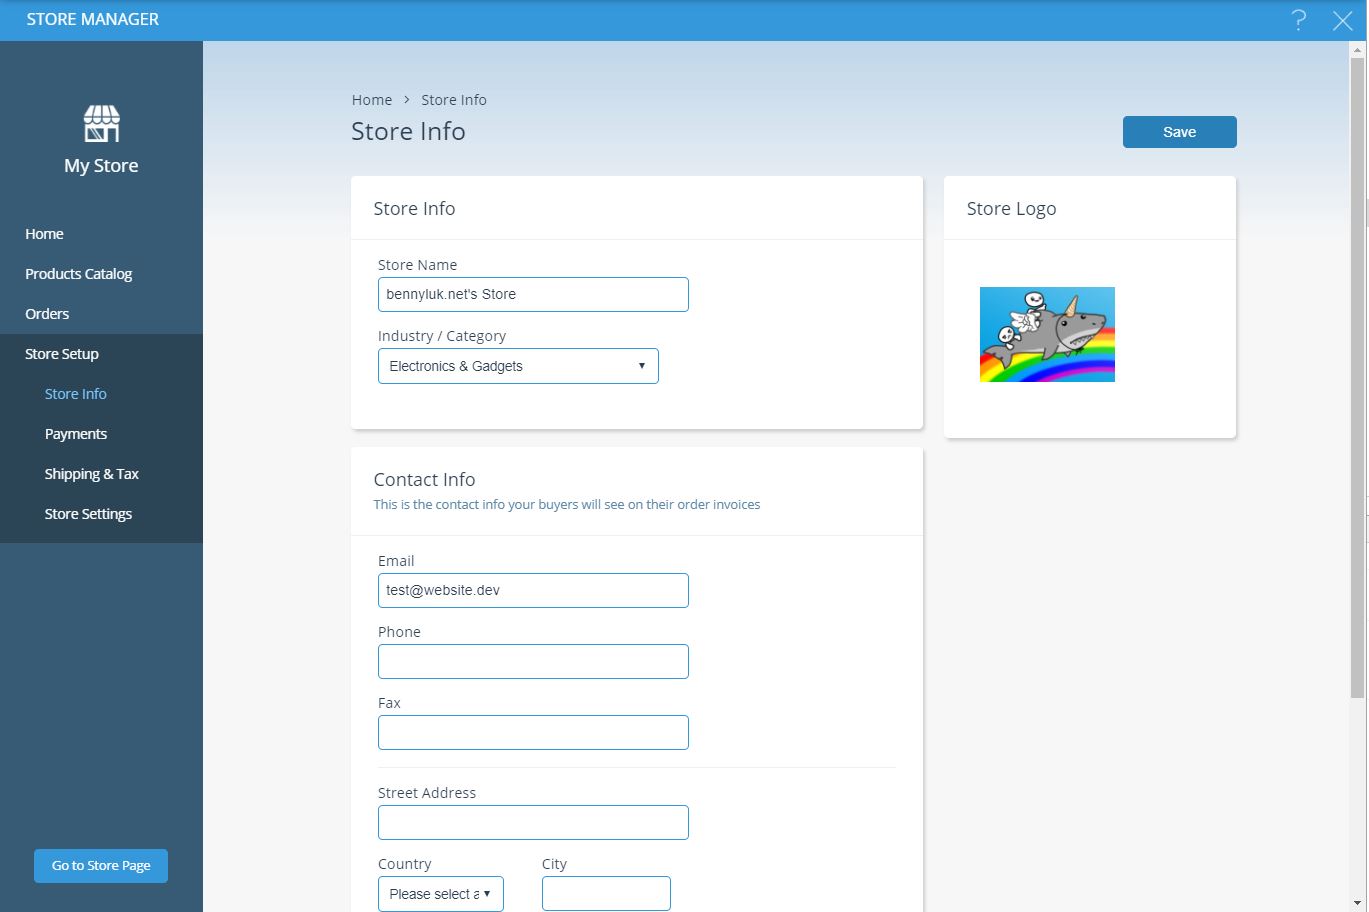 STORE MANAGER
?
My Store
Home
Products Catalog
Orders
Store Setup
Store Info
Payments
Shipping & Tax
Store Settings
Go to Store Page
Home > Store Info
Store Info
Save
Store Info
Store Name
bennyluk.net's Store
Industry / Category
Electronics & Gadgets
Store Logo
Contact Info
This is the contact info your buyers will see on their order invoices
Email
test@website.dev
Phone
Fax
Street Address
Country
City
Please select a